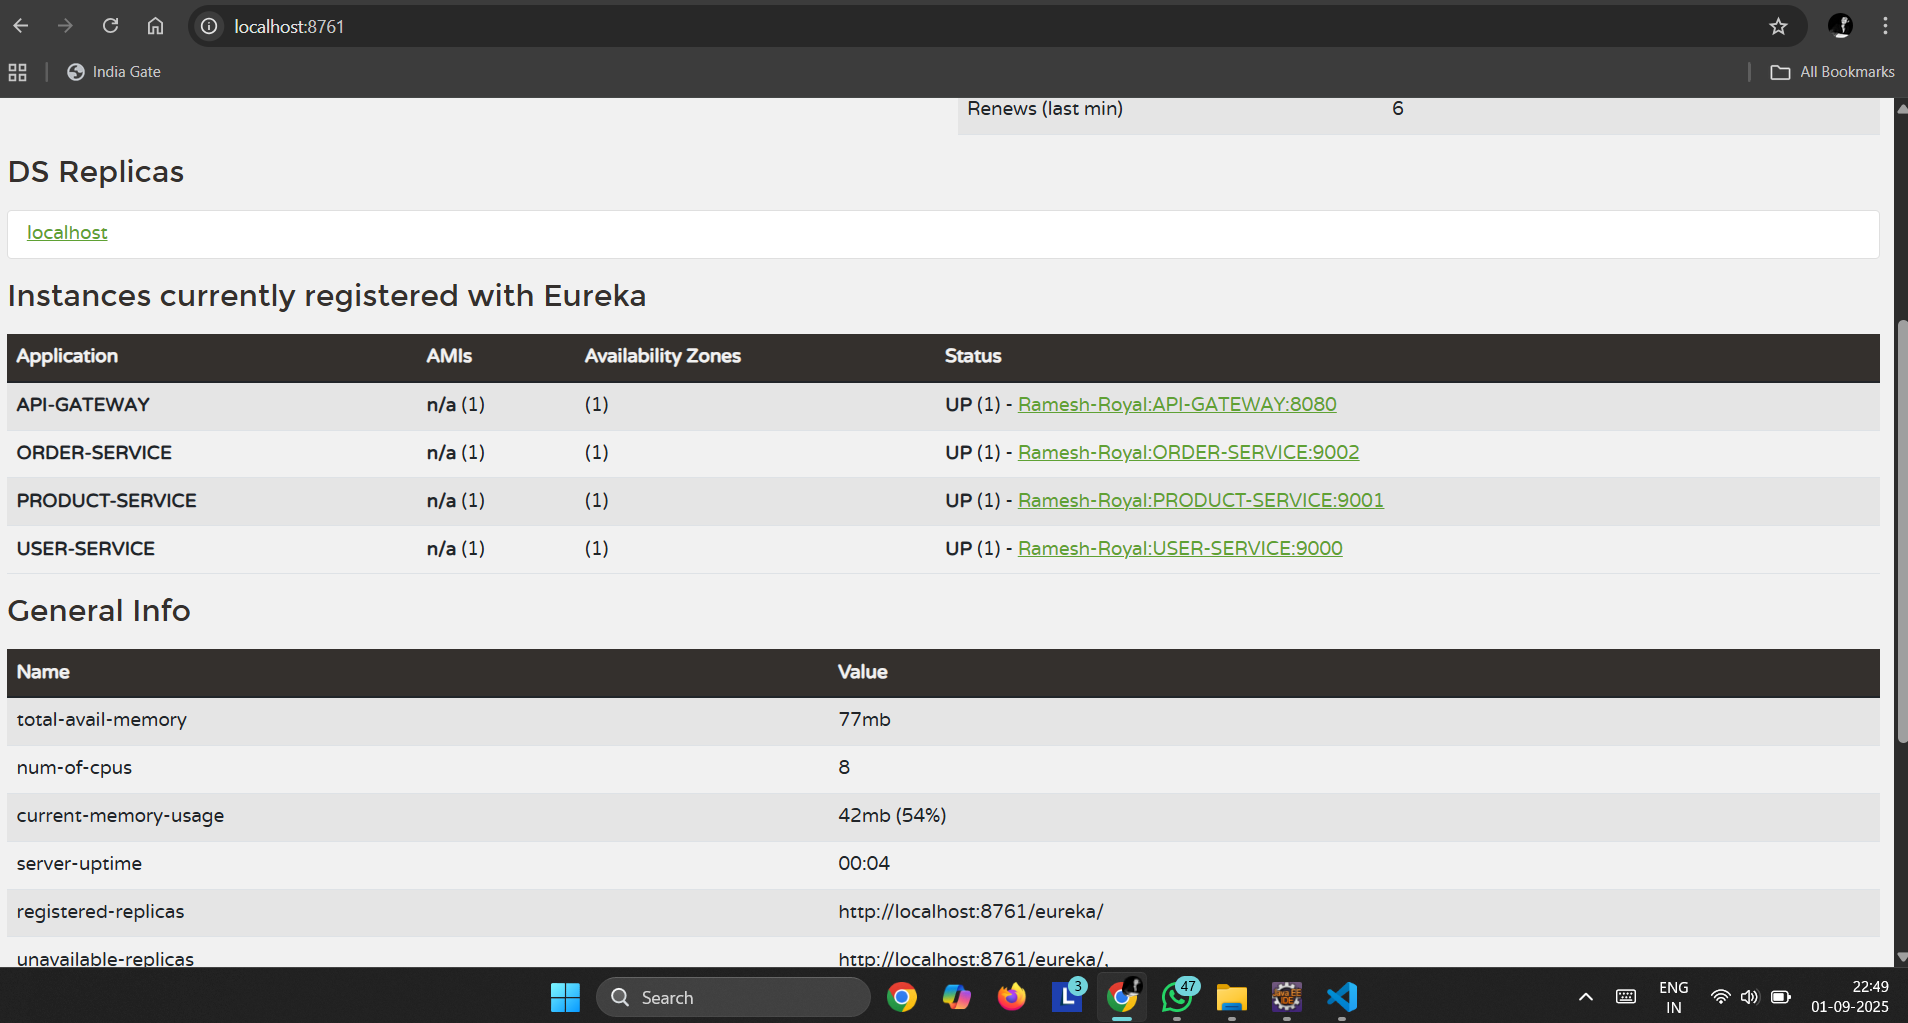 localhost:8761
India Gate
All Bookmarks
Renews (last min) 6
DS Replicas
localhost
Instances currently registered with Eureka
Application AMIs Availability Zones Status
API-GATEWAY n/a (1) (1) UP (1) - Ramesh-Royal:API-GATEWAY:8080
ORDER-SERVICE n/a (1) (1) UP (1) - Ramesh-Royal:ORDER-SERVICE:9002
PRODUCT-SERVICE n/a (1) (1) UP (1) - Ramesh-Royal:PRODUCT-SERVICE:9001
USER-SERVICE n/a (1) (1) UP (1) - Ramesh-Royal:USER-SERVICE:9000
General Info
Name Value
total-avail-memory 77mb
num-of-cpus 8
current-memory-usage 42mb (54%)
server-uptime 00:04
registered-replicas http://localhost:8761/eureka/
unavailable-replicas http://localhost:8761/eureka/,
Search
L 3
47
Java EE
IDE
ENG
IN
22:49
01-09-2025